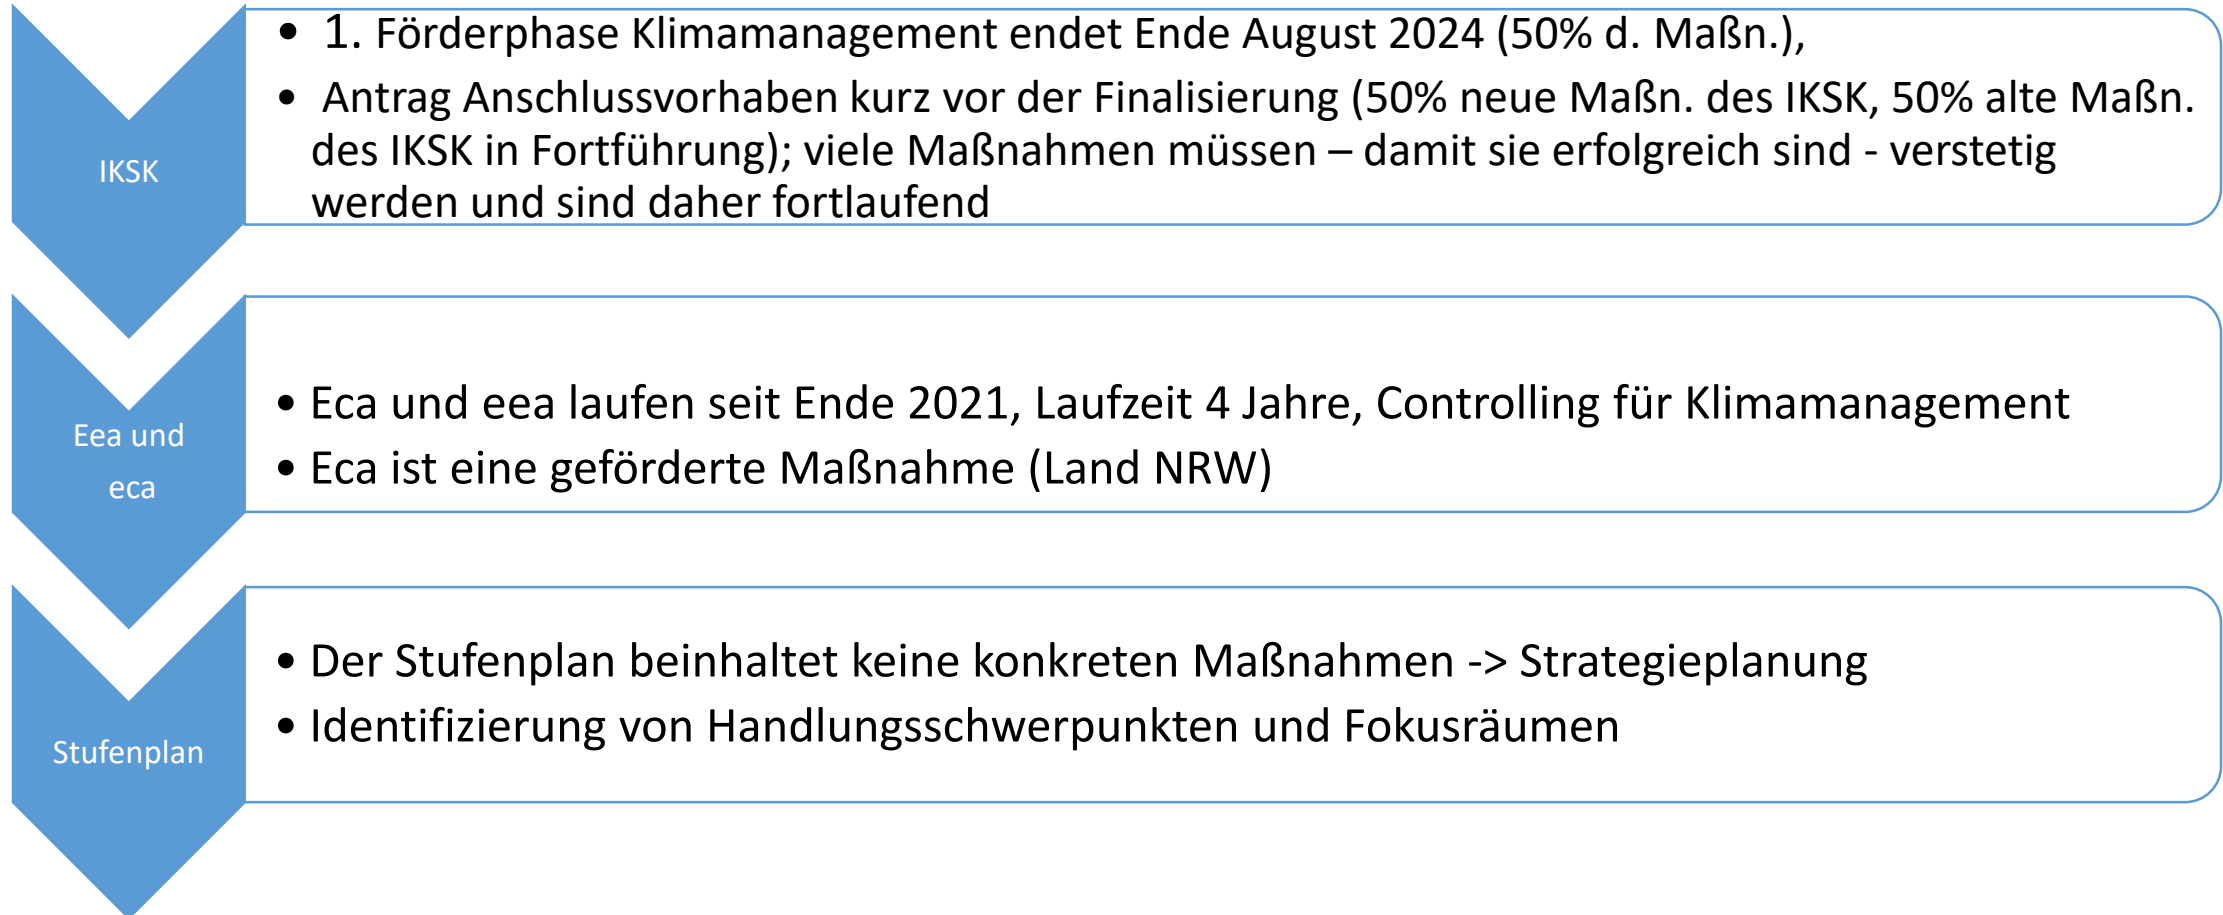 IKSK
• 1. Förderphase Klimamanagement endet Ende August 2024 (50% d. Maßn.),
• Antrag Anschlussvorhaben kurz vor der Finalisierung (50% neue Maßn. des IKSK, 50% alte Maßn.
des IKSK in Fortführung); viele Maßnahmen müssen – damit sie erfolgreich sind - verstetig
werden und sind daher fortlaufend
Eea und
eca
• Eca und eea laufen seit Ende 2021, Laufzeit 4 Jahre, Controlling für Klimamanagement
• Eca ist eine geförderte Maßnahme (Land NRW)
Stufenplan
• Der Stufenplan beinhaltet keine konkreten Maßnahmen -> Strategieplanung
• Identifizierung von Handlungsschwerpunkten und Fokusräumen